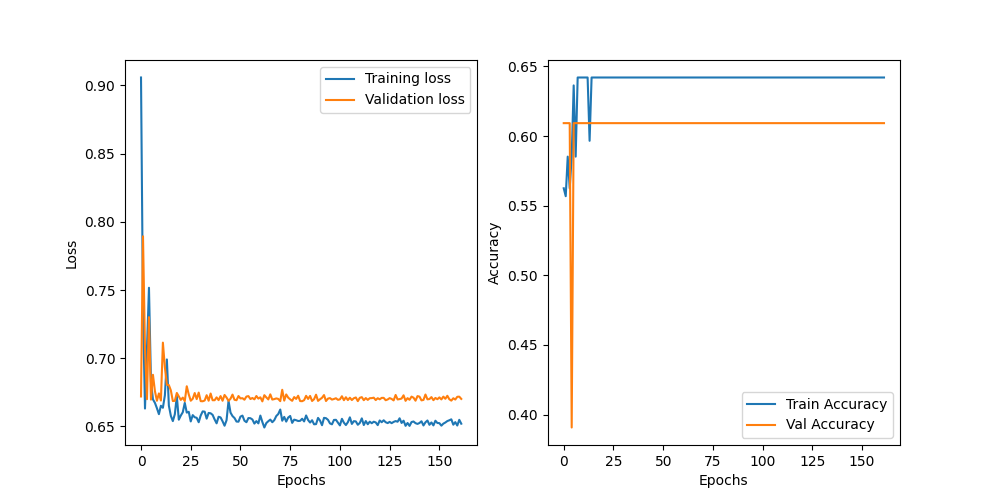 Training loss
Validation loss
0.90
0.85
0.80
0.75
0.70
0.65
Loss
0 25 50 75 100 125 150
Epochs
0.65
0.60
0.55
0.50
0.45
0.40
Accuracy
Train Accuracy
Val Accuracy
0 25 50 75 100 125 150
Epochs